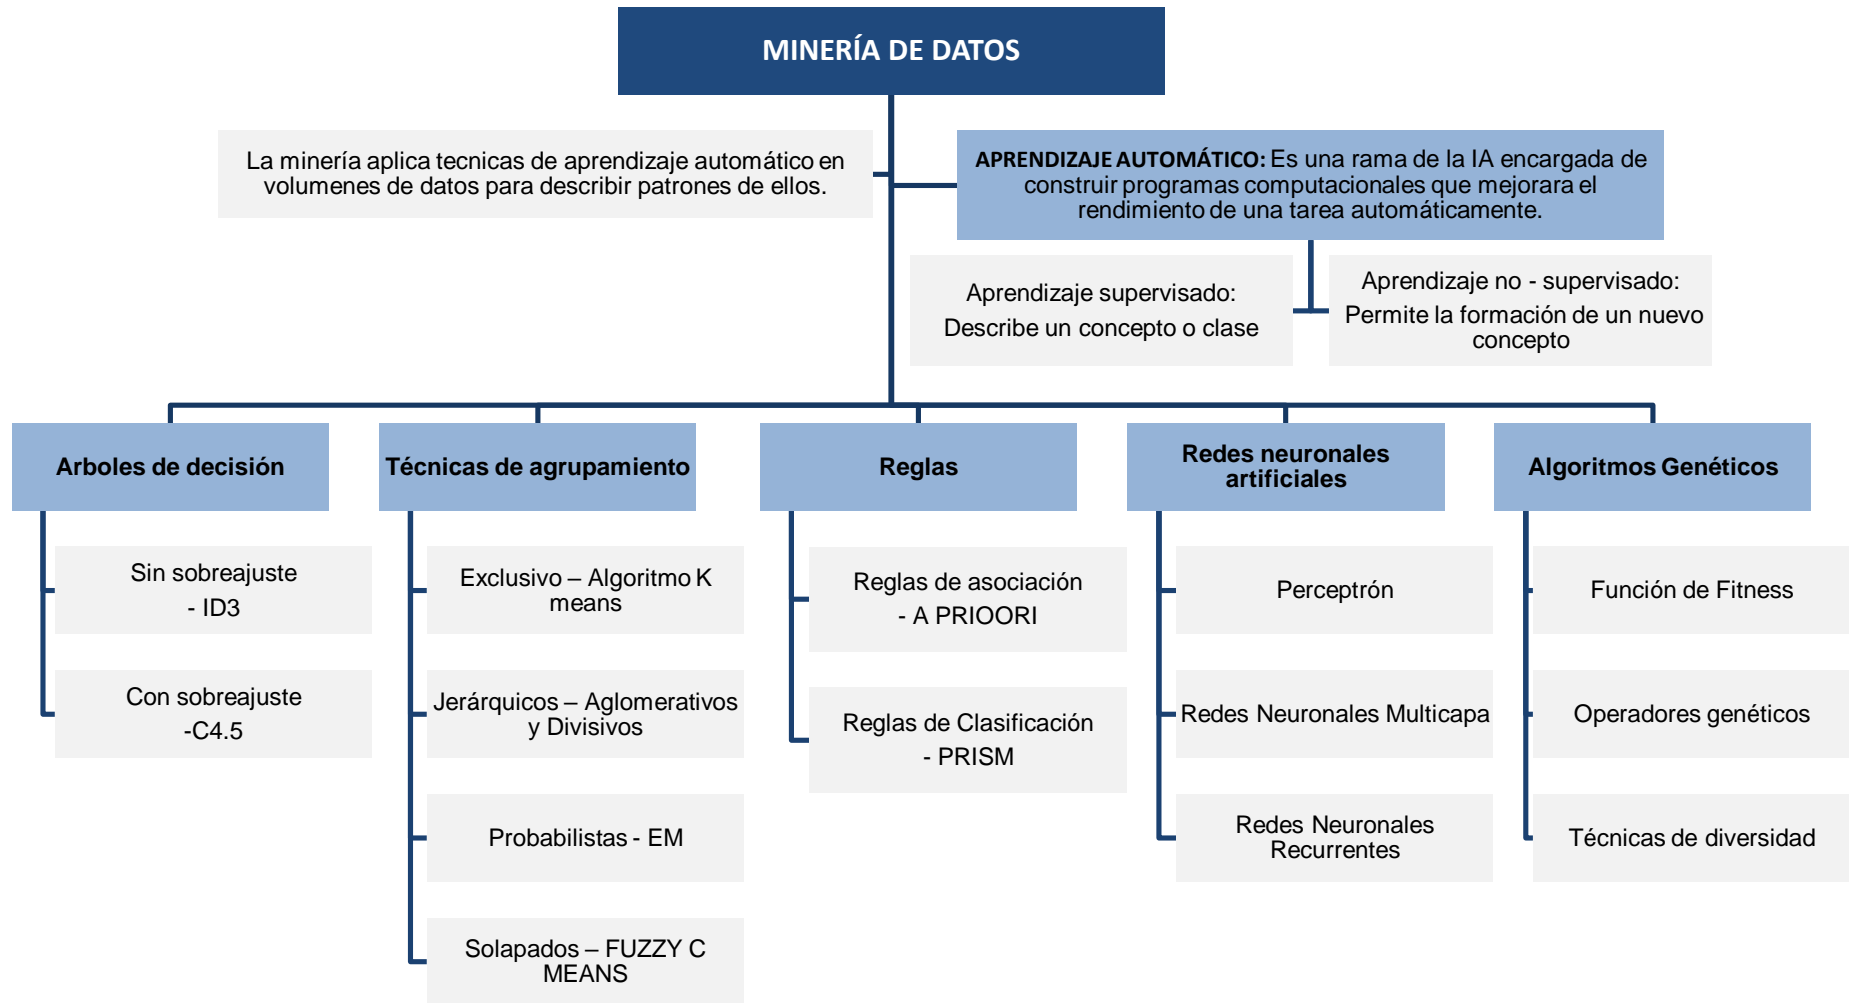 MINERÍA DE DATOS
La minería aplica tecnicas de aprendizaje automático en
volumenes de datos para describir patrones de ellos.
APRENDIZAJE AUTOMÁTICO: Es una rama de la IA encargada de
construir programas computacionales que mejorara el
rendimiento de una tarea automáticamente.
Aprendizaje supervisado:
Describe un concepto o clase
Aprendizaje no - supervisado:
Permite la formación de un nuevo
concepto
Arboles de decisión
Sin sobreajuste
- ID3
Con sobreajuste
-C4.5
Técnicas de agrupamiento
Exclusivo – Algoritmo K
means
Jerárquicos – Aglomerativos
y Divisivos
Probabilistas - EM
Solapados – FUZZY C
MEANS
Reglas
Reglas de asociación
- A PRIOORI
Reglas de Clasificación
- PRISM
Redes neuronales
artificiales
Perceptrón
Redes Neuronales Multicapa
Redes Neuronales
Recurrentes
Algoritmos Genéticos
Función de Fitness
Operadores genéticos
Técnicas de diversidad